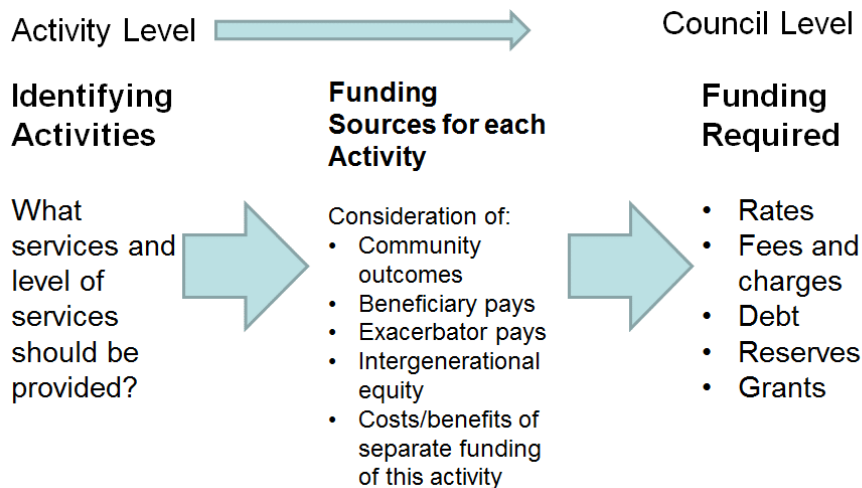 Activity Level
Council Level
Identifying
Activities
What
services and
level of
services
should be
provided?
Funding
Sources for each
Activity
Consideration of:
• Community
outcomes
• Beneficiary pays
• Exacerbator pays
• Intergenerational
equity
• Costs/benefits of
separate funding
of this activity
Funding
Required
• Rates
• Fees and
charges
• Debt
• Reserves
• Grants